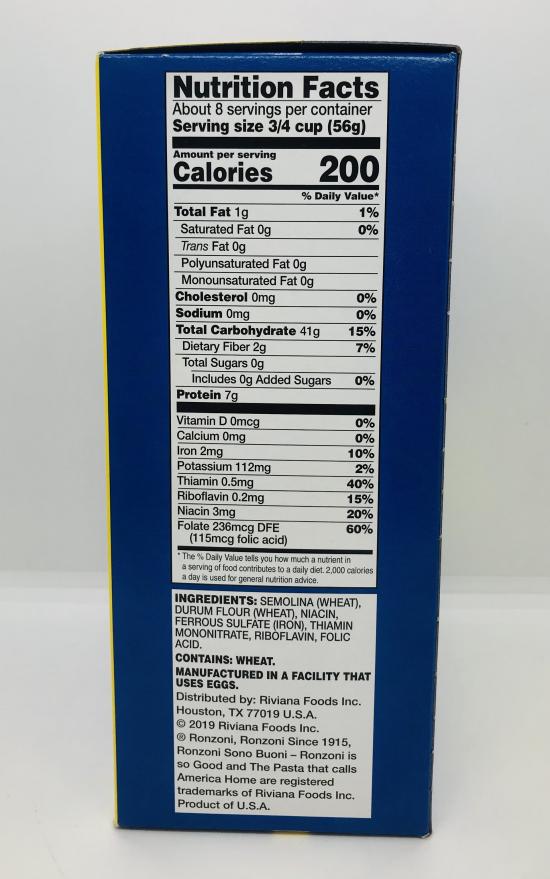 Nutrition Facts
About 8 servings per container
Serving size 3/4 cup (56g)
Amount per serving
Calories 200
% Daily Value*
Total Fat 1g 1%
Saturated Fat 0g 0%
Trans Fat 0g
Polyunsaturated Fat 0g
Monounsaturated Fat 0g
Cholesterol 0mg 0%
Sodium 0mg 0%
Total Carbohydrate 41g 15%
Dietary Fiber 2g 7%
Total Sugars 0g
Includes 0g Added Sugars 0%
Protein 7g
Vitamin D 0mcg 0%
Calcium 0mg 0%
Iron 2mg 10%
Potassium 112mg 2%
Thiamin 0.5mg 40%
Riboflavin 0.2mg 15%
Niacin 3mg 20%
Folate 236mcg DFE 60%
(115mcg folic acid)
* The % Daily Value tells you how much a nutrient in
a serving of food contributes to a daily diet. 2,000 calories
a day is used for general nutrition advice.
INGREDIENTS: SEMOLINA (WHEAT),
DURUM FLOUR (WHEAT), NIACIN,
FERROUS SULFATE (IRON), THIAMIN
MONONITRATE, RIBOFLAVIN, FOLIC
ACID.
CONTAINS: WHEAT.
MANUFACTURED IN A FACILITY THAT
USES EGGS.
Distributed by: Riviana Foods Inc.
Houston, TX 77019 U.S.A.
© 2019 Riviana Foods Inc.
® Ronzoni, Ronzoni Since 1915,
Ronzoni Sono Buoni – Ronzoni is
so Good and The Pasta that calls
America Home are registered
trademarks of Riviana Foods Inc.
Product of U.S.A.